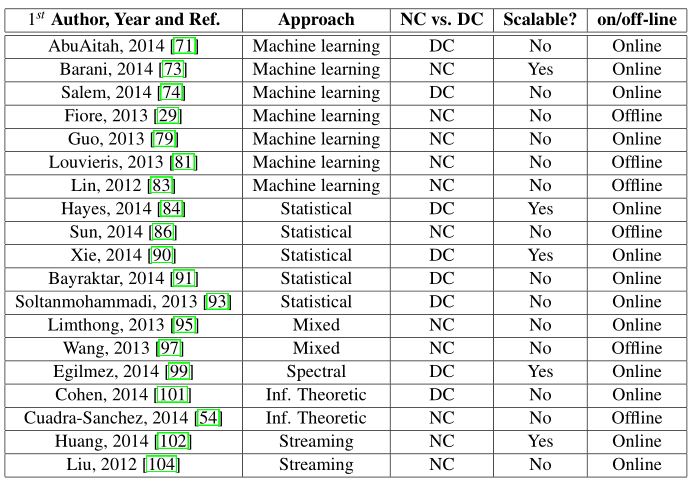 1st Author, Year and Ref. Approach NC vs. DC Scalable? on/off-line
AbuAitah, 2014 [71] Machine learning DC No Online
Barani, 2014 [73] Machine learning NC Yes Online
Salem, 2014 [74] Machine learning DC No Online
Fiore, 2013 [29] Machine learning NC No Offline
Guo, 2013 [79] Machine learning NC No Online
Louvieris, 2013 [81] Machine learning NC No Offline
Lin, 2012 [83] Machine learning NC No Offline
Hayes, 2014 [84] Statistical DC Yes Online
Sun, 2014 [86] Statistical NC No Offline
Xie, 2014 [90] Statistical DC Yes Online
Bayraktar, 2014 [91] Statistical DC No Online
Soltanmohammadi, 2013 [93] Statistical DC No Online
Limthong, 2013 [95] Mixed NC No Online
Wang, 2013 [97] Mixed NC No Offline
Egilmez, 2014 [99] Spectral DC Yes Online
Cohen, 2014 [101] Inf. Theoretic DC No Online
Cuadra-Sanchez, 2014 [54] Inf. Theoretic NC No Offline
Huang, 2014 [102] Streaming NC Yes Online
Liu, 2012 [104] Streaming NC No Online